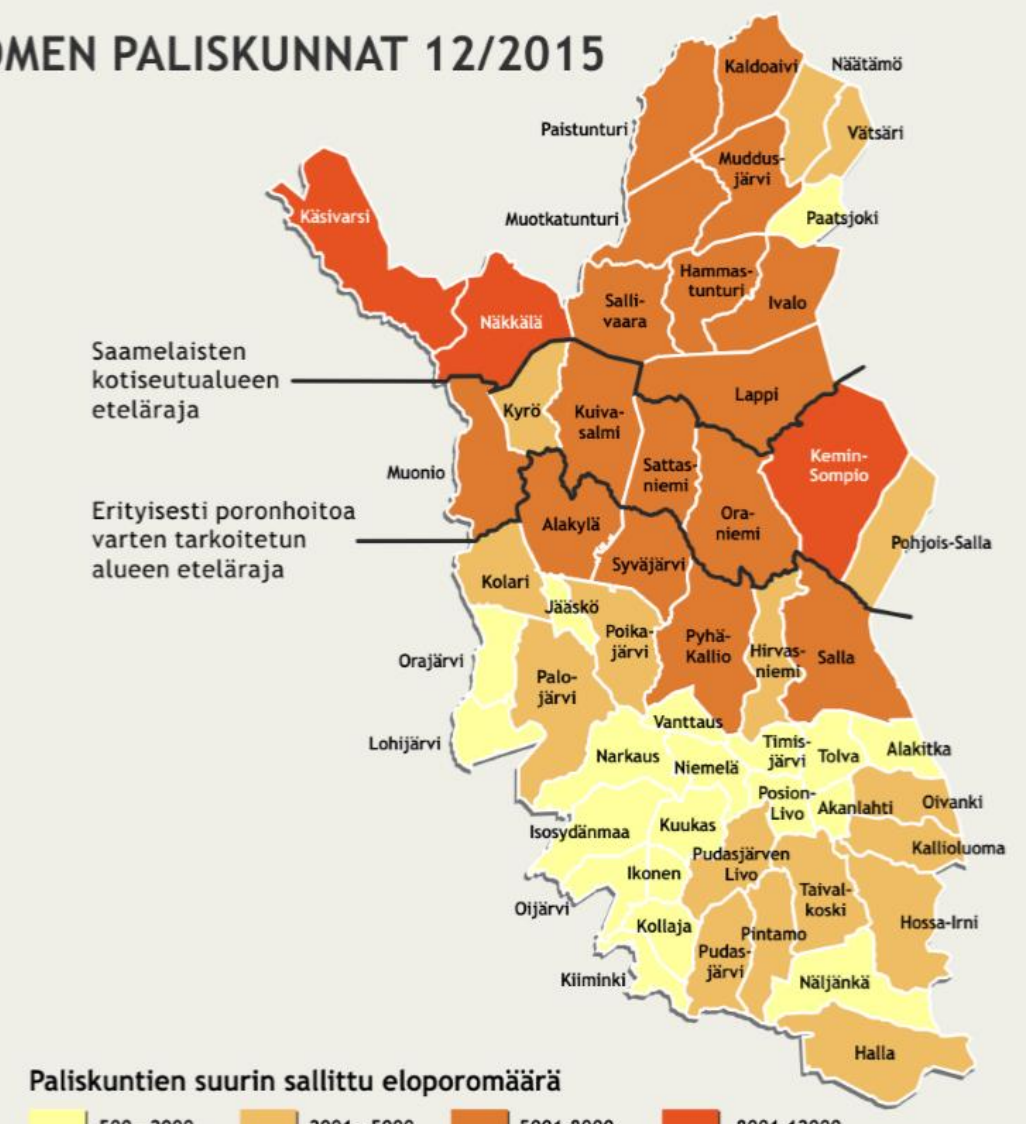 OMEN PALISKUNNAT 12/2015
Kaldoaivi
Näätämö
Paistunturi
Vätsäri
Muddus-
järvi
Käsivarsi
Muotkatunturi
Paatsjoki
Hammas-
tunturi
Ivalo
Salli-
vaara
Näkkälä
Saamelaisten
kotiseutualueen
eteläraja
Lappi
Kyrö
Kuiva-
salmi
Kemin-
Sompio
Muonio
Sattas-
niemi
Ora-
niemi
Erityisesti poronhoitoa
varten tarkoitetun
alueen eteläraja
Alakylä
Pohjois-Salla
Syväjärvi
Kolari
Jääskö
Poika-
järvi
Pyhä-
Kallio
Hirvas-
niemi
Salla
Orajärvi
Palo-
järvi
Vanttaus
Lohijärvi
Narkaus
Niemelä
Timis-
järvi
Tolva
Alakitka
Posion-
Livo
Akanlahti
Oivanki
Isosydänmaa
Kuukas
Kallioluoma
Pudasjärven
Livo
Ikonen
Taival-
koski
Oijärvi
Kollaja
Hossa-Irni
Pintamo
Pudas-
järvi
Kiiminki
Näljänkä
Halla
Paliskuntien suurin sallittu eloporomäärä